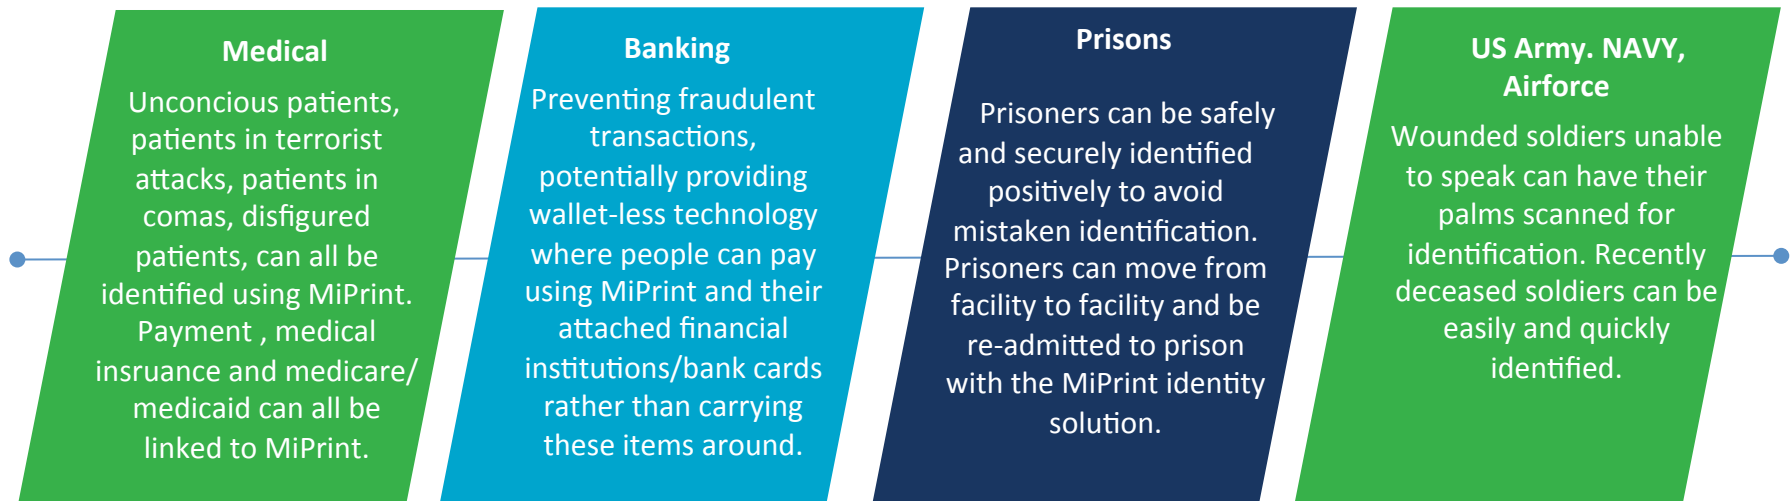 Medical
Unconcious patients,
patients in terrorist
attacks, patients in
comas, disfigured
patients, can all be
identified using MiPrint.
Payment , medical
insruance and medicare/
medicaid can all be
linked to MiPrint.
Banking
Preventing fraudulent
transactions,
potentially providing
wallet-less technology
where people can pay
using MiPrint and their
attached financial
institutions/bank cards
rather than carrying
these items around.
Prisons
Prisoners can be safely
and securely identified
positively to avoid
mistaken identification.
Prisoners can move from
facility to facility and be
re-admitted to prison
with the MiPrint identity
solution.
US Army. NAVY,
Airforce
Wounded soldiers unable
to speak can have their
palms scanned for
identification. Recently
deceased soldiers can be
easily and quickly
identified.